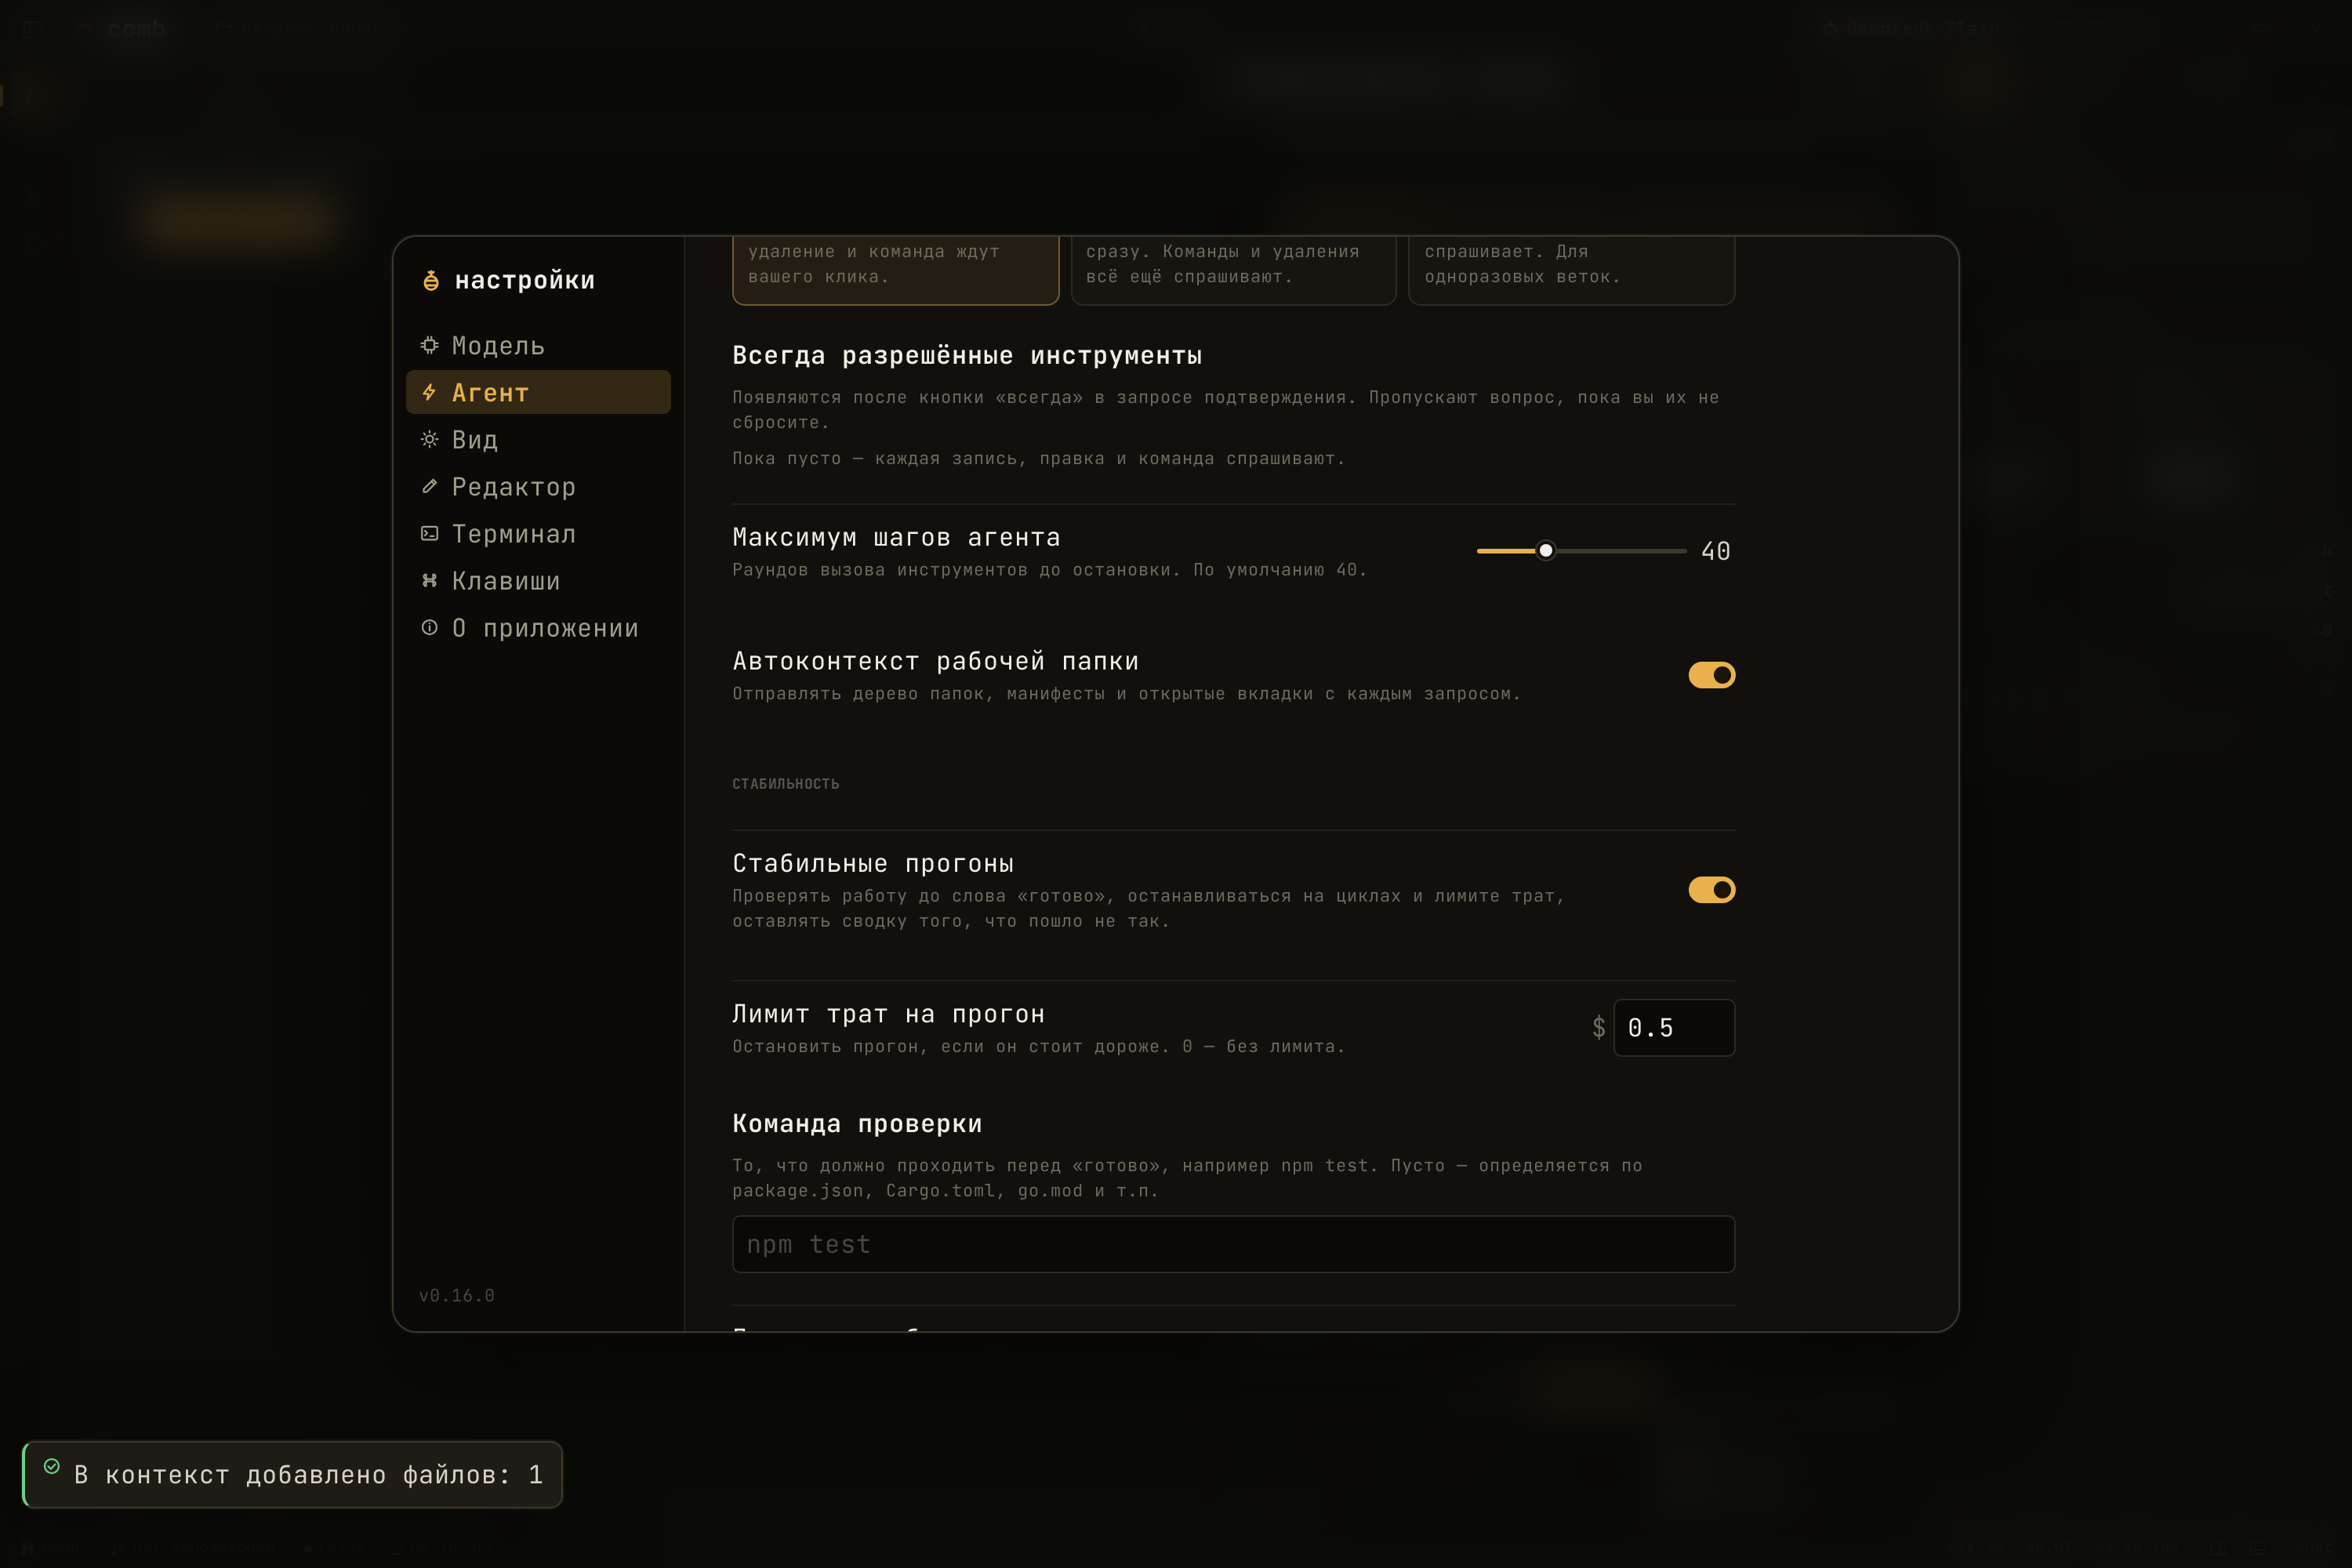 comb
deepseek-flash
настройки
Модель
Агент
Вид
Редактор
Терминал
Клавиши
О приложении
v0.16.0
удаление и команда ждут
вашего клика.
сразу. Команды и удаления
всё ещё спрашивают.
спрашивает. Для
одноразовых веток.
Всегда разрешённые инструменты
Появляются после кнопки «всегда» в запросе подтверждения. Пропускают вопрос, пока вы их не
сбросите.
Пока пусто — каждая запись, правка и команда спрашивают.
Максимум шагов агента
Раундов вызова инструментов до остановки. По умолчанию 40.
40
Автоконтекст рабочей папки
Отправлять дерево папок, манифесты и открытые вкладки с каждым запросом.
СТАБИЛЬНОСТЬ
Стабильные прогоны
Проверять работу до слова «готово», останавливаться на циклах и лимите трат,
оставлять сводку того, что пошло не так.
Лимит трат на прогон
Остановить прогон, если он стоит дороже. 0 — без лимита.
$ 0.5
Команда проверки
То, что должно проходить перед «готово», например npm test. Пусто — определяется по
package.json, Cargo.toml, go.mod и т.п.
npm test
В контекст добавлено файлов: 1